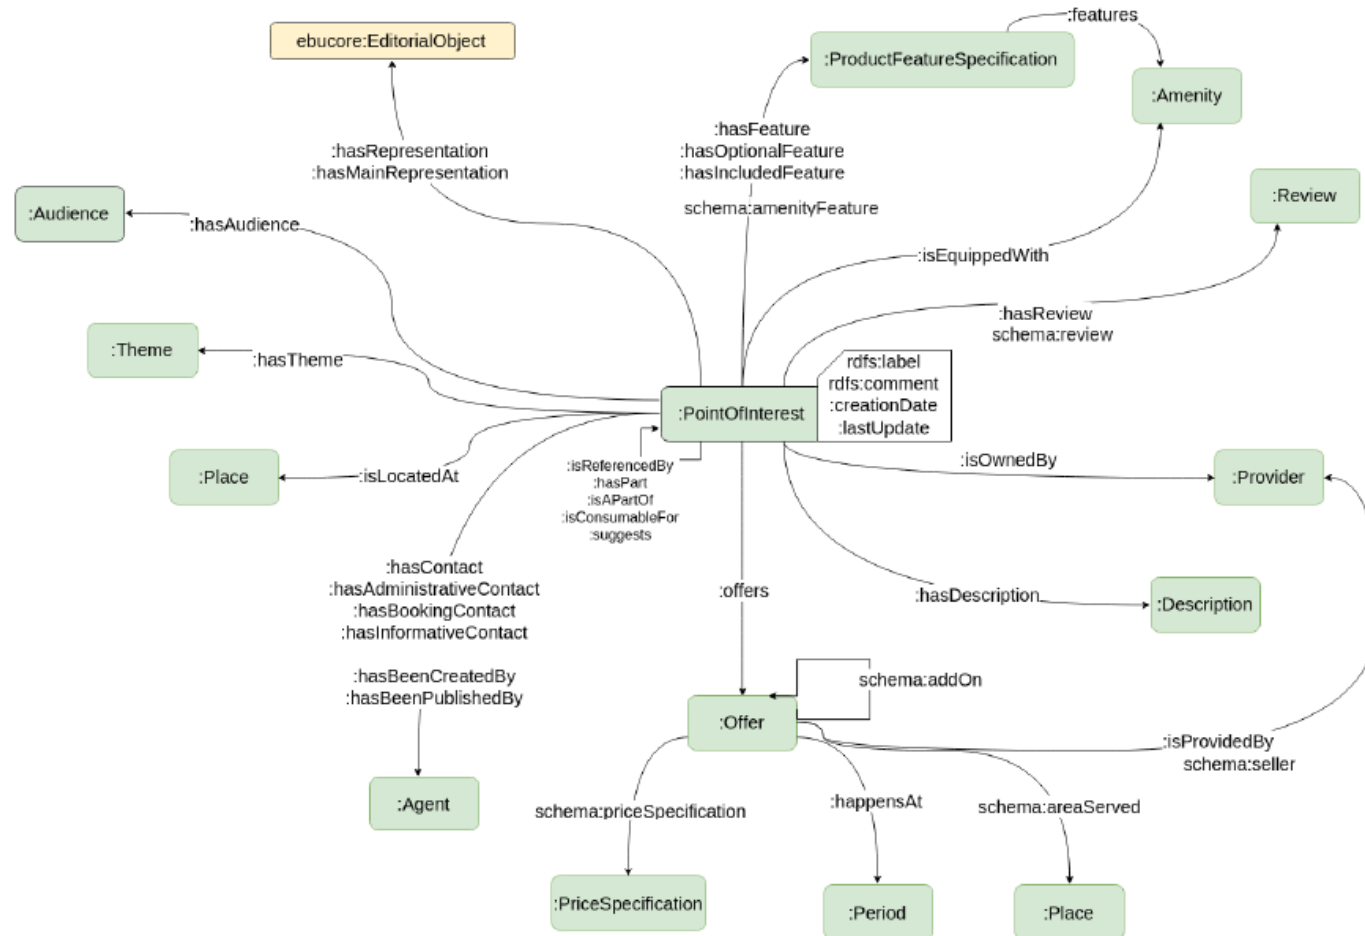 :features
ebucore:EditorialObject
:ProductFeatureSpecification
:Amenity
:hasFeature
:hasOptionalFeature
:hasIncludedFeature
schema:amenityFeature
:hasRepresentation
:hasMainRepresentation
:Audience
:hasAudience
:Review
:isEquippedWith
:hasReview
schema:review
:Theme
:hasTheme
rdfs:label
rdfs:comment
:creationDate
:lastUpdate
:PointOfInterest
:isReferencedBy
:hasPart
:isAPartOf
:isConsumableFor
:suggests
:Place
:isLocatedAt
:isOwnedBy
:Provider
:hasContact
:hasAdministrativeContact
:hasBookingContact
:hasInformativeContact
:hasBeenCreatedBy
:hasBeenPublishedBy
:offers
:hasDescription
:Description
schema:addOn
:Offer
:isProvidedBy
schema:seller
:Agent
schema:priceSpecification
:happensAt
schema:areaServed
:PriceSpecification
:Period
:Place